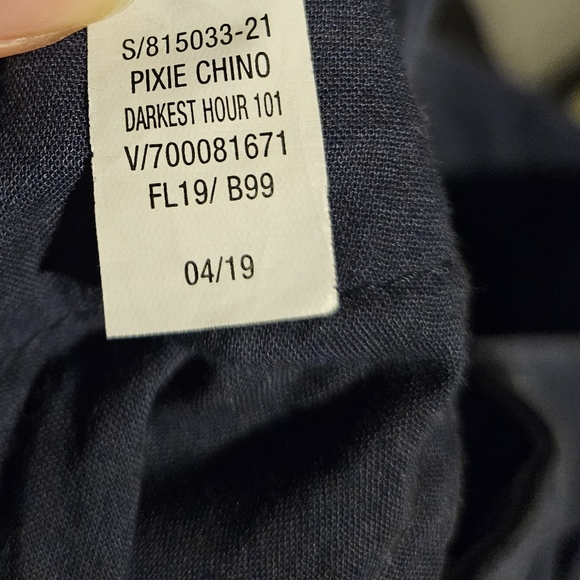 S/815033-21
PIXIE CHINO
DARKEST HOUR 101
V/700081671
FL19/ B99
04/19